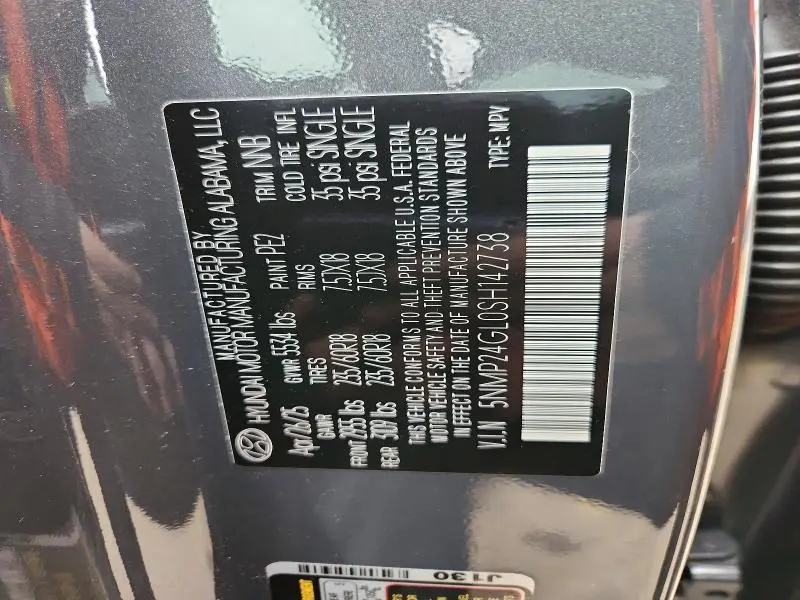 MANUFACTURED BY
HYUNDAI MOTOR MANUFACTURING ALABAMA, LLC
Apr/26/25 GVWR 5534 lbs PAINT PE2 TRIM NNB
GAWR TIRES RIMS COLD TIRE INFL
FRONT 2955 lbs 235/60R18 7.5JX18 35 psi SINGLE
REAR 3109 lbs 235/60R18 7.5JX18 35 psi SINGLE
THIS VEHICLE CONFORMS TO ALL APPLICABLE U.S.A. FEDERAL
MOTOR VEHICLE SAFETY AND THEFT PREVENTION STANDARDS
IN EFFECT ON THE DATE OF MANUFACTURE SHOWN ABOVE
V.I.N 5NMP24GL0SH142738 TYPE: MPV
J130